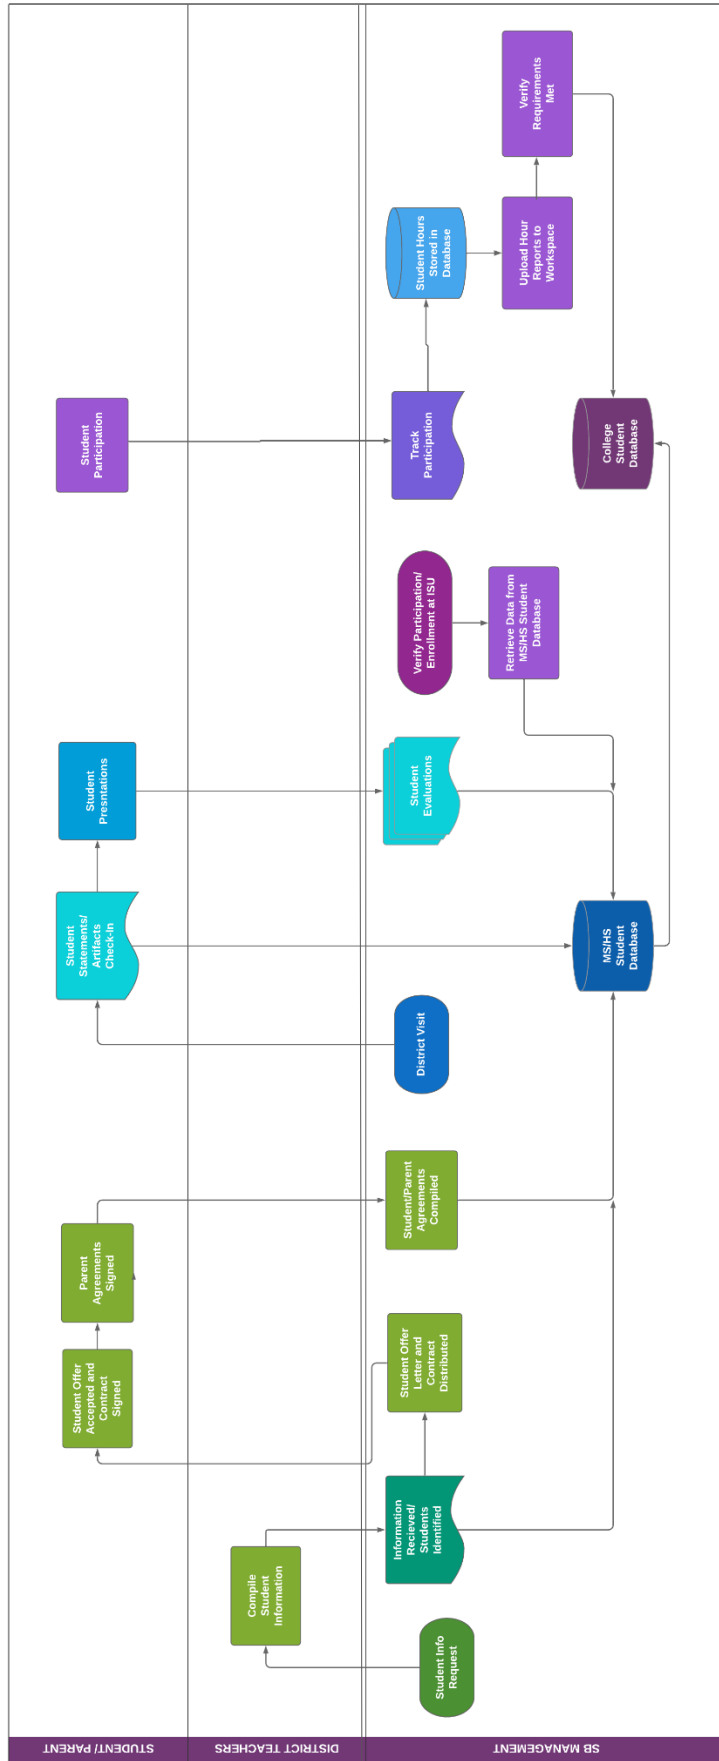 STUDENT/ PARENT
DISTRICT TEACHERS
SB MANAGEMENT
Student Info
Request
Compile
Student
Information
Information
Recieved/
Students
Identified
Student Offer
Letter and
Contract
Distributed
Student Offer
Accepted and
Contract
Signed
Parent
Agreements
Signed
Student/Parent
Agreements
Compiled
District Visit
Student
Statements/
Artifacts
Check-In
MS/HS
Student
Database
Student
Presntations
Student
Evaluations
Verify Participation/
Enrollment at ISU
Retrieve Data from
MS/HS Student
Database
Student
Participation
Track
Participation
College
Student
Database
Student Hours
Stored in
Database
Upload Hour
Reports to
Workspace
Verify
Requirements
Met